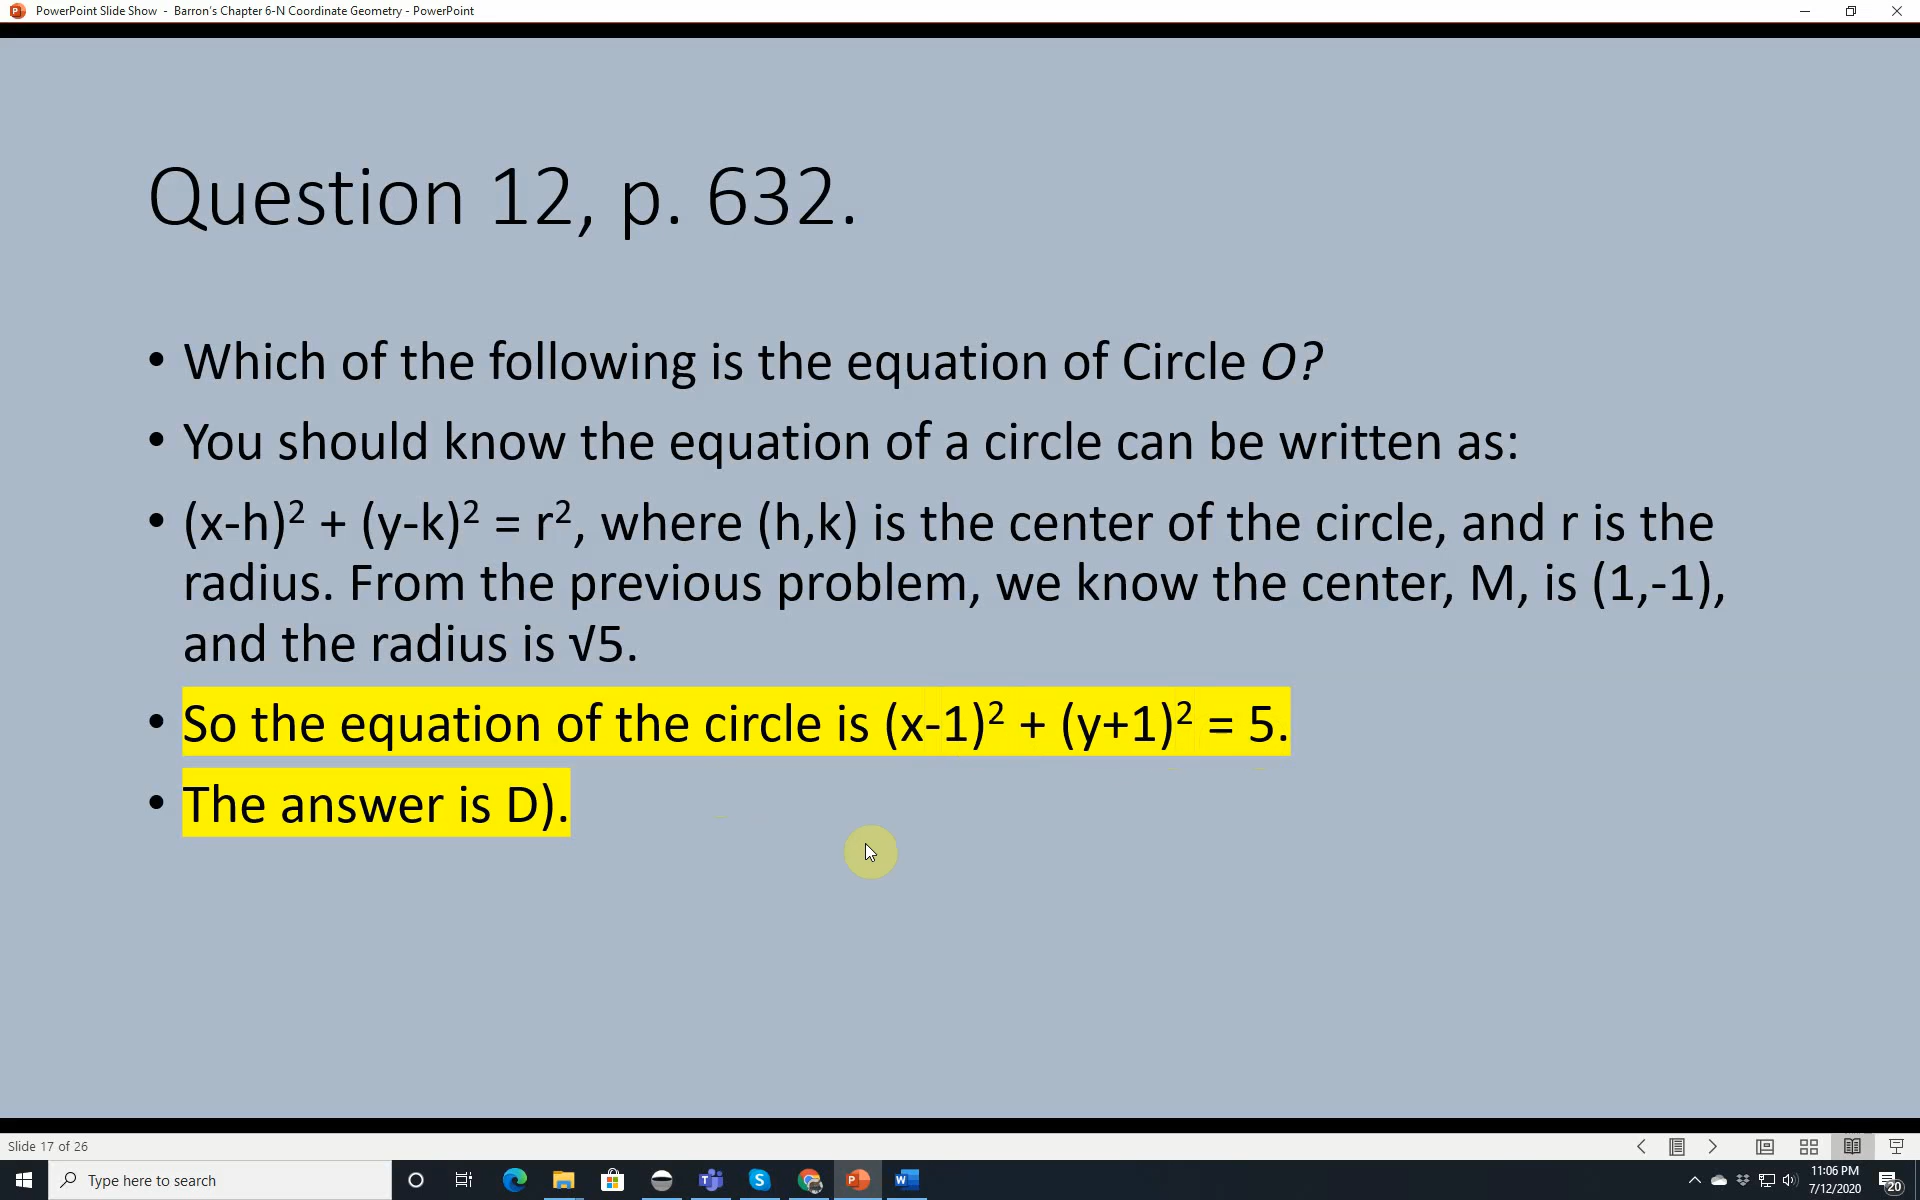 PowerPoint Slide Show - Barron's Chapter 6-N Coordinate Geometry - PowerPoint
Question 12, p. 632.
• Which of the following is the equation of Circle O?
• You should know the equation of a circle can be written as:
• (x-h)² + (y-k)² = r², where (h,k) is the center of the circle, and r is the
radius. From the previous problem, we know the center, M, is (1,-1),
and the radius is √5.
• So the equation of the circle is (x-1)² + (y+1)² = 5.
• The answer is D).
Slide 17 of 26
Type here to search
11:06 PM
7/12/2020
20